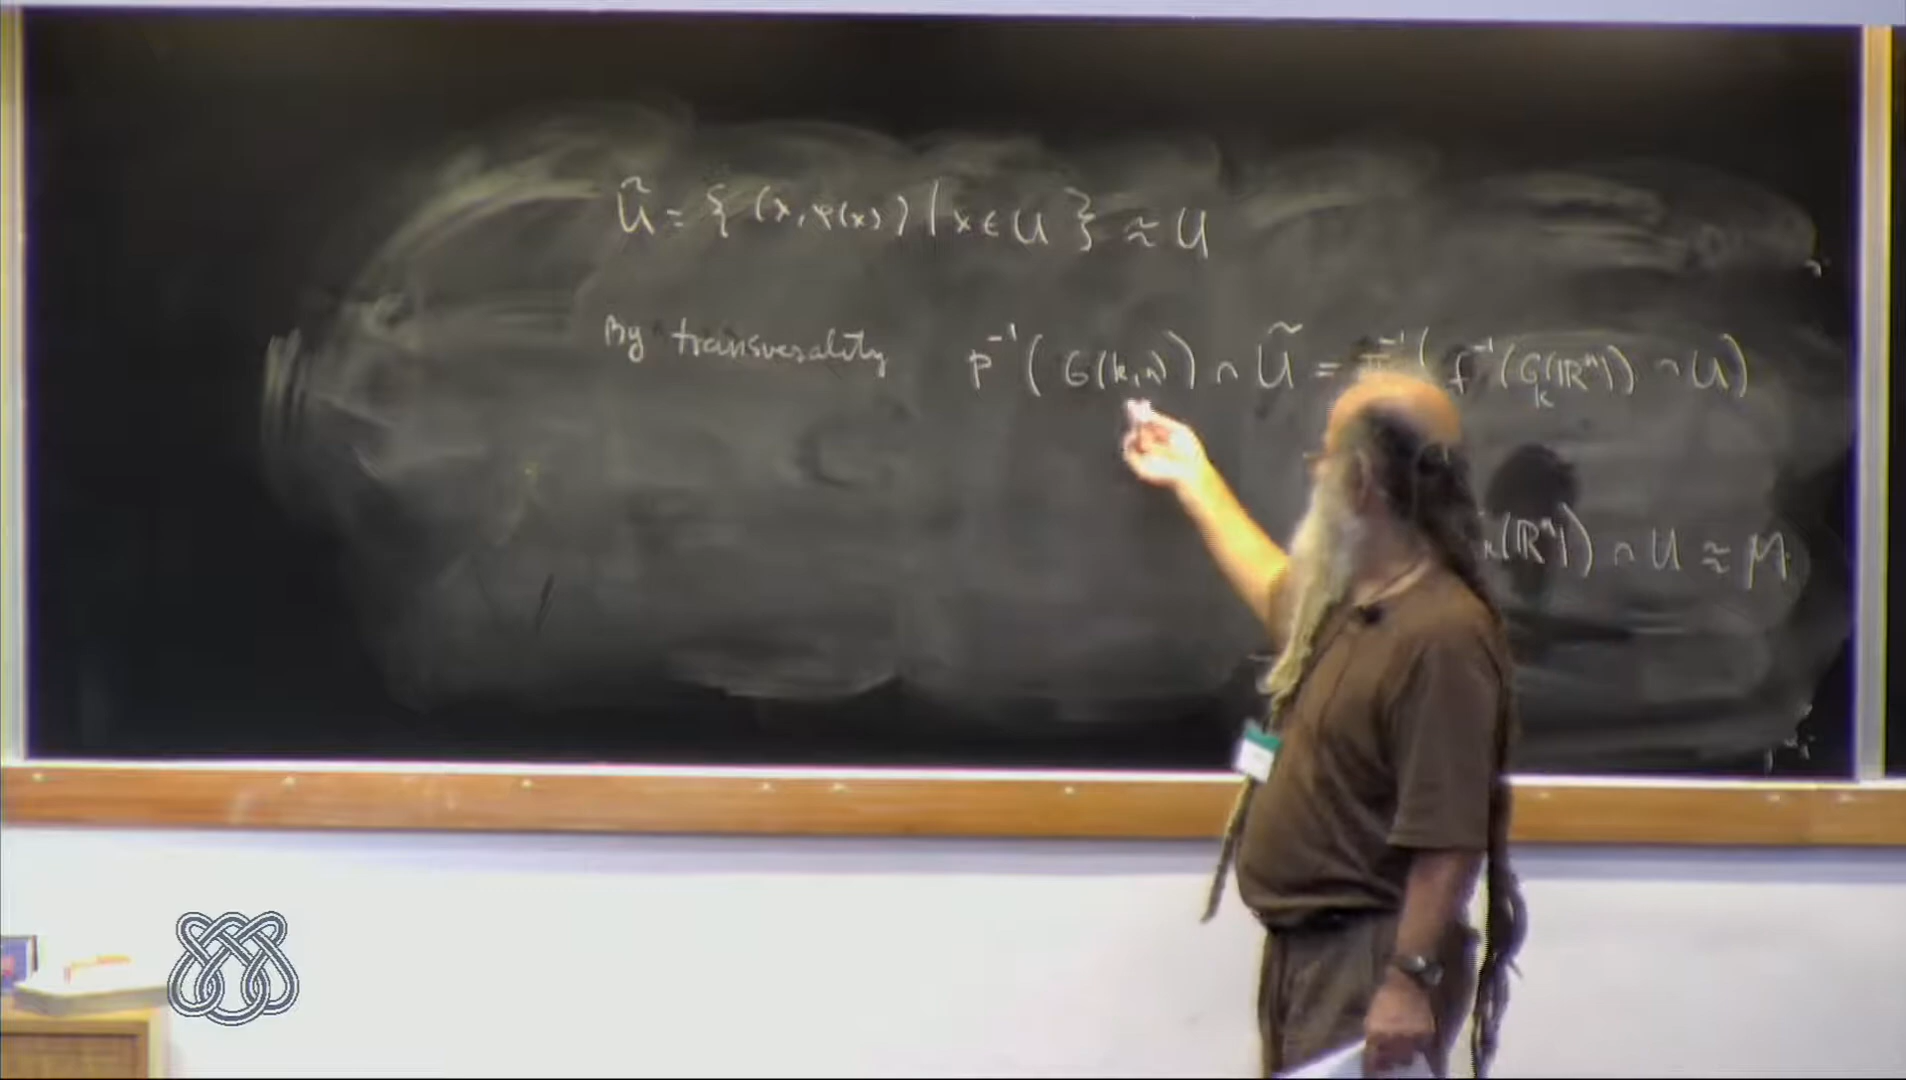 Ũ = { (x, φ(x)) | x ∈ U } ≈ U
By transversality p⁻¹( G(k,n)) ∩ Ũ = π⁻¹( f⁻¹(G_k(ℝⁿ)) ∩ U)
(ℝⁿ)) ∩ U ≈ M